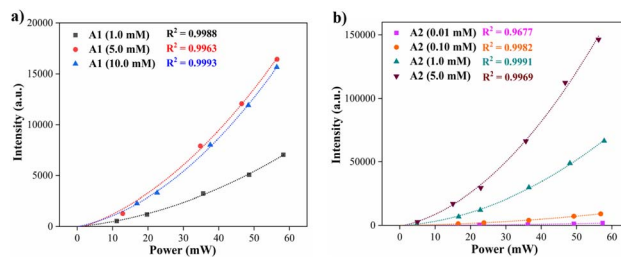 a)
A1 (1.0 mM) R² = 0.9988
A1 (5.0 mM) R² = 0.9963
A1 (10.0 mM) R² = 0.9993
20000
15000
10000
5000
0
Intensity (a.u.)
0 10 20 30 40 50 60
Power (mW)
b)
A2 (0.01 mM) R² = 0.9677
A2 (0.10 mM) R² = 0.9982
A2 (1.0 mM) R² = 0.9991
A2 (5.0 mM) R² = 0.9969
150000
100000
50000
0
Intensity (a.u.)
0 10 20 30 40 50 60
Power (mW)